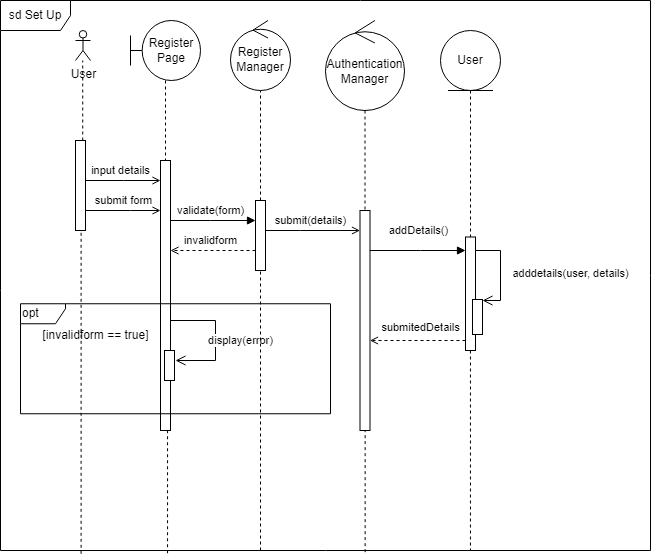 sd Set Up
User
Register
Page
Register
Manager
Authentication
Manager
User
input details
submit form
validate(form)
submit(details)
invalidform
addDetails()
adddetails(user, details)
submitedDetails
opt
[invalidform == true]
display(error)